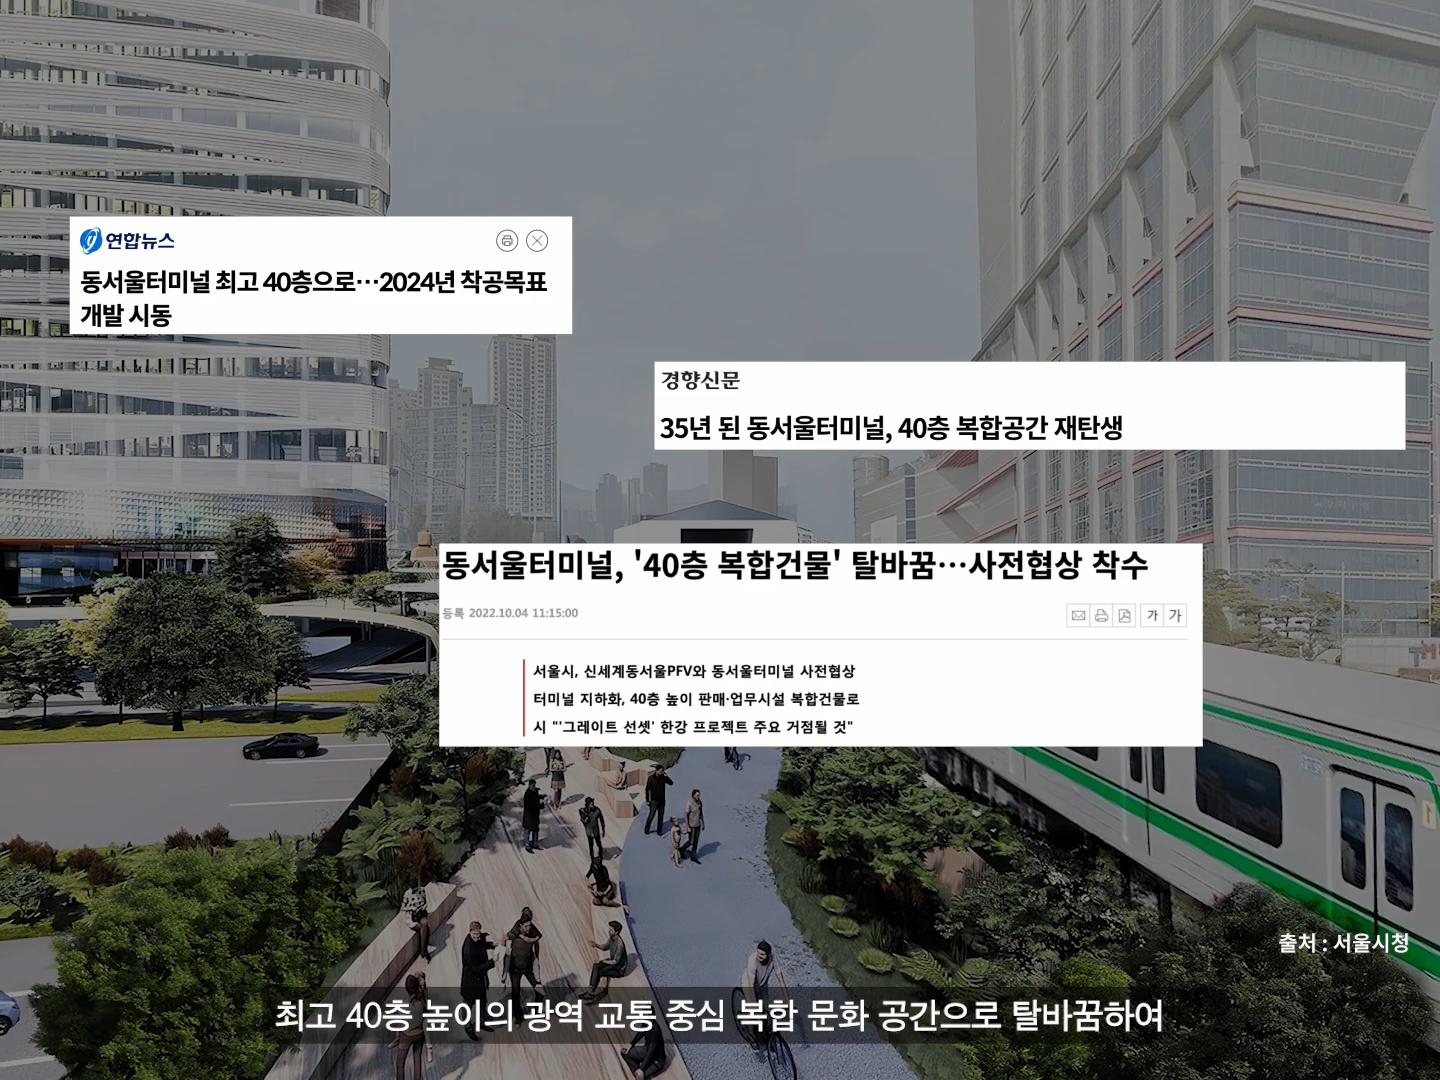 연합뉴스
동서울터미널 최고 40층으로…2024년 착공목표
개발 시동
경향신문
35년 된 동서울터미널, 40층 복합공간 재탄생
동서울터미널, '40층 복합건물' 탈바꿈…사전협상 착수
등록 2022.10.04 11:15:00
가 가
서울시, 신세계동서울PFV와 동서울터미널 사전협상
터미널 지하화, 40층 높이 판매·업무시설 복합건물로
시 "'그레이트 선셋' 한강 프로젝트 주요 거점될 것"
출처 : 서울시청
최고 40층 높이의 광역 교통 중심 복합 문화 공간으로 탈바꿈하여